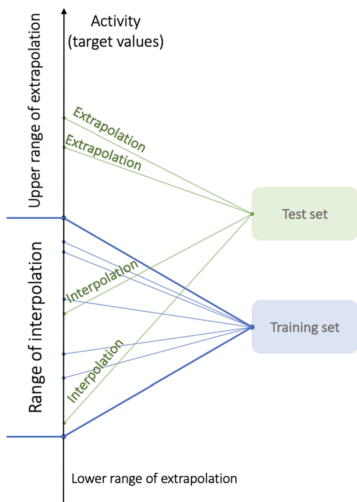 Activity
(target values)
Upper range of extrapolation
Extrapolation
Extrapolation
Test set
Range of interpolation
Interpolation
Training set
Interpolation
Lower range of extrapolation